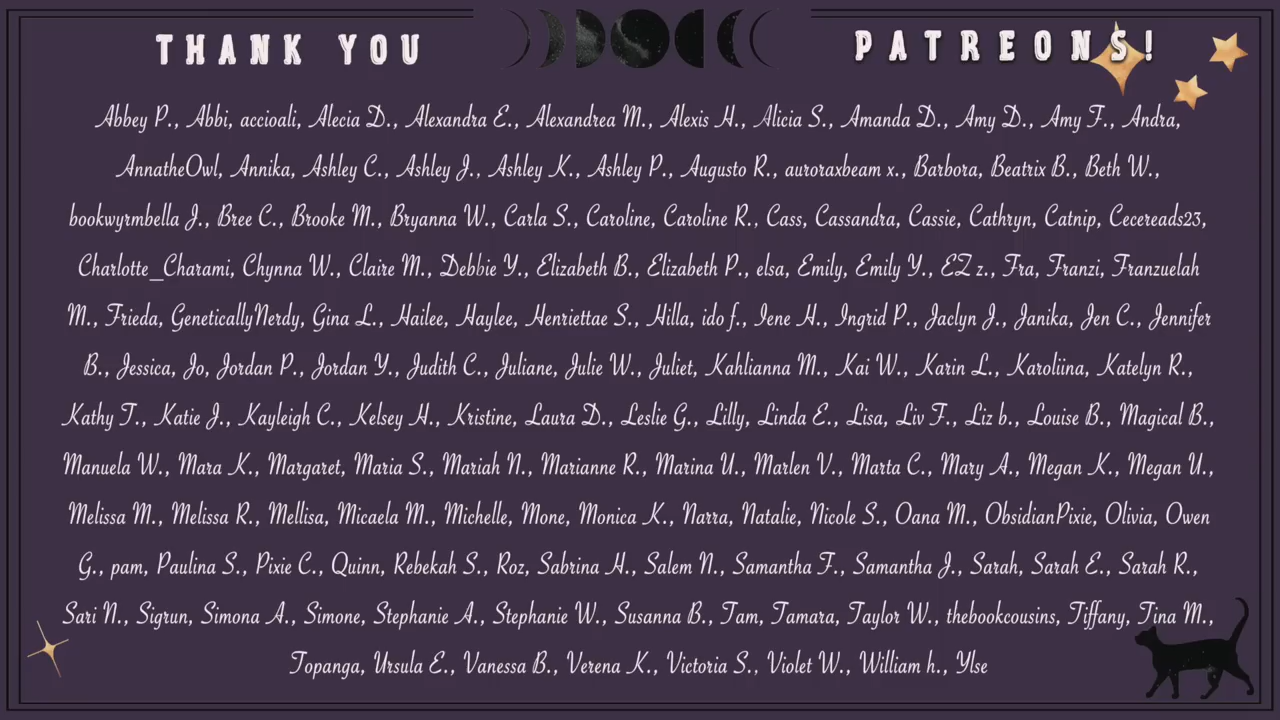 THANK YOU PATREONS!
Abbey P., Abbi, accioali, Alecia D., Alexandra E., Alexandrea M., Alexis H., Alicia S., Amanda D., Amy D., Amy F., Andra,
AnnatheOwl, Annika, Ashley C., Ashley J., Ashley K., Ashley P., Augusto R., auroraxbeam x., Barbora, Beatrix B., Beth W.,
bookwyrmbella J., Bree C., Brooke M., Bryanna W., Carla S., Caroline, Caroline R., Cass, Cassandra, Cassie, Cathryn, Catnip, Cecereads23,
Charlotte_Charami, Chynna W., Claire M., Debbie Y., Elizabeth B., Elizabeth P., elsa, Emily, Emily Y., EZ z., Fra, Franzi, Franzuelah
M., Frieda, GeneticallyNerdy, Gina L., Hailee, Haylee, Henriettae S., Hilla, ido f., Iene H., Ingrid P., Jaclyn J., Janika, Jen C., Jennifer
B., Jessica, Jo, Jordan P., Jordan Y., Judith C., Juliane, Julie W., Juliet, Kahlianna M., Kai W., Karin L., Karoliina, Katelyn R.,
Kathy T., Katie J., Kayleigh C., Kelsey H., Kristine, Laura D., Leslie G., Lilly, Linda E., Lisa, Liv F., Liz b., Louise B., Magical B.,
Manuela W., Mara K., Margaret, Maria S., Mariah N., Marianne R., Marina U., Marlen V., Marta C., Mary A., Megan K., Megan U.,
Melissa M., Melissa R., Mellisa, Micaela M., Michelle, Mone, Monica K., Narra, Natalie, Nicole S., Oana M., ObsidianPixie, Olivia, Owen
G., pam, Paulina S., Pixie C., Quinn, Rebekah S., Roz, Sabrina H., Salem N., Samantha F., Samantha J., Sarah, Sarah E., Sarah R.,
Sari N., Sigrun, Simona A., Simone, Stephanie A., Stephanie W., Susanna B., Tam, Tamara, Taylor W., thebookcousins, Tiffany, Tina M.,
Topanga, Ursula E., Vanessa B., Verena K., Victoria S., Violet W., William h., Ylse